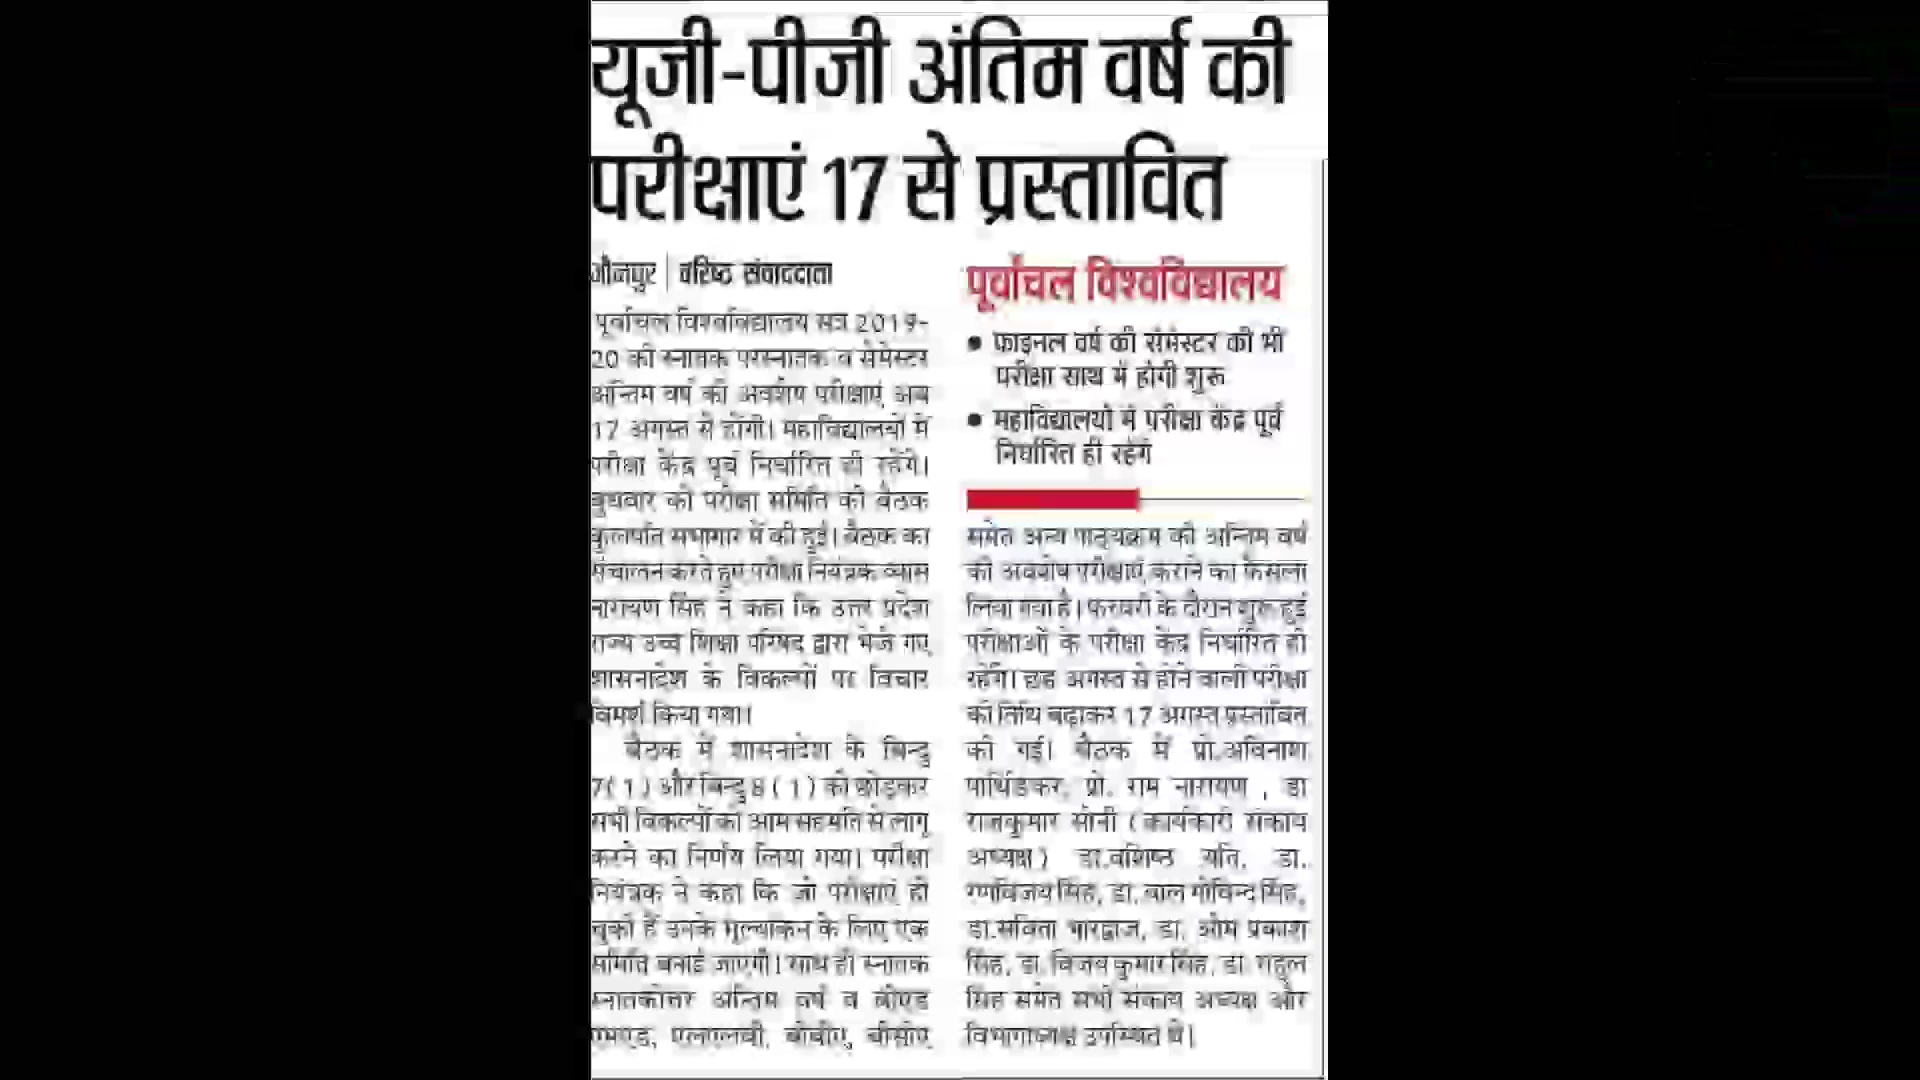 यूजी-पीजी अंतिम वर्ष की
परीक्षाएं 17 से प्रस्तावित
जौनपुर | वरिष्ठ संवाददाता
पूर्वांचल विश्वविद्यालय सत्र 2019-
20 की स्नातक परस्नातक व सेमेस्टर
अन्तिम वर्ष की अवशेष परीक्षाएं अब
17 अगस्त से होंगी। महाविद्यालयों में
परीक्षा केंद्र पूर्व निर्धारित ही रहेंगे।
बुधवार को परीक्षा समिति की बैठक
कुलपति सभागार में की हुई। बैठक का
संचालन करते हुए परीक्षा नियंत्रक व्यास
नारायण सिंह ने कहा कि उत्तर प्रदेश
राज्य उच्च शिक्षा परिषद द्वारा भेजे गए
शासनादेश के विकल्पों पर विचार
विमर्श किया गया।
बैठक में शासनादेश के बिन्दु
7(1) और बिन्दु 8(1) को छोड़कर
सभी विकल्पों को आम सहमति से लागू
करने का निर्णय लिया गया। परीक्षा
नियंत्रक ने कहा कि जो परीक्षाएं हो
चुकी हैं उनके मूल्यांकन के लिए एक
समिति बनाई जाएगी। साथ ही स्नातक
स्नातकोत्तर अन्तिम वर्ष व बीएड
एमएड, एलएलबी, बीबीए, बीसीए
पूर्वांचल विश्वविद्यालय
● फाइनल वर्ष की सेमेस्टर की भी
परीक्षा साथ में होगी शुरू
● महाविद्यालयों में परीक्षा केंद्र पूर्व
निर्धारित ही रहेंगे
समेत अन्य पाठ्यक्रम की अन्तिम वर्ष
की अवशेष परीक्षाएं कराने का फैसला
लिया गया है। फरवरी के दौरान शुरू हुई
परीक्षाओं के परीक्षा केंद्र निर्धारित ही
रहेंगे। छह अगस्त से होने वाली परीक्षा
की तिथि बढ़ाकर 17 अगस्त प्रस्तावित
की गई। बैठक में प्रो.अविनाश
पार्थिडकर, प्रो. राम नारायण , डा
राजकुमार सोनी (कार्यकारी संकाय
अध्यक्ष) डा.वशिष्ठ यति, डा.
सिंह, डा. बाल गोविन्द सिंह,
डा.सविता भारद्वाज, डा. ओम प्रकाश
सिंह, डा. विजय कुमार सिंह, डा. राहुल
सिंह समेत सभी संकाय अध्यक्ष और
विभागाध्यक्ष उपस्थित थे।